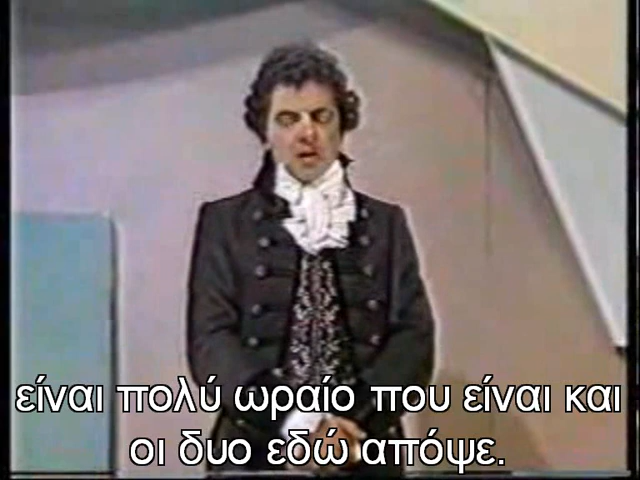 είναι πολύ ωραίο που είναι και
οι δυο εδώ απόψε.